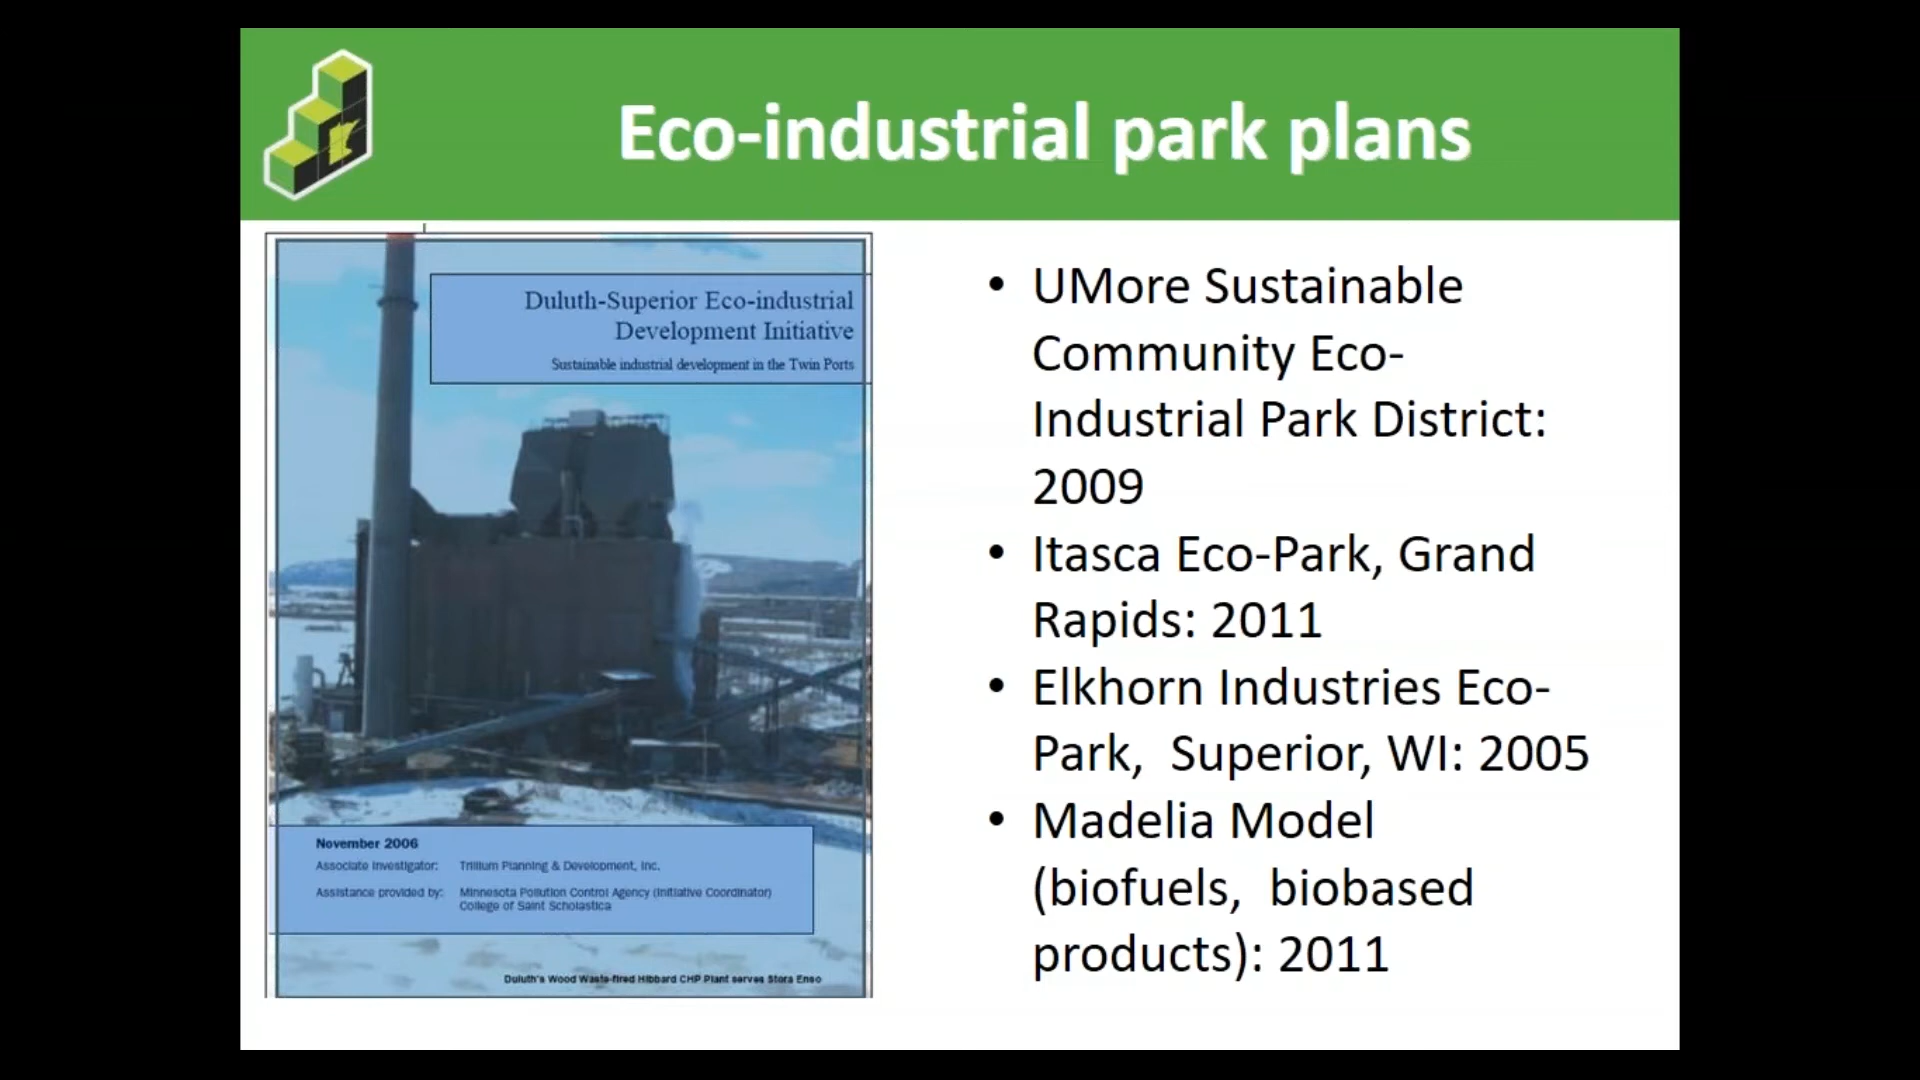 Eco-industrial park plans
Duluth-Superior Eco-industrial
Development Initiative
Sustainable industrial development in the Twin Ports
November 2006
Associate Investigator: Trillium Planning & Development, Inc.
Assistance provided by: Minnesota Pollution Control Agency (Initiative Coordinator)
College of Saint Scholastica
Duluth's Wood Waste-fired Hibbard CHP Plant serves Stora Enso
• UMore Sustainable
Community Eco-
Industrial Park District:
2009
• Itasca Eco-Park, Grand
Rapids: 2011
• Elkhorn Industries Eco-
Park,  Superior, WI: 2005
• Madelia Model
(biofuels,  biobased
products): 2011